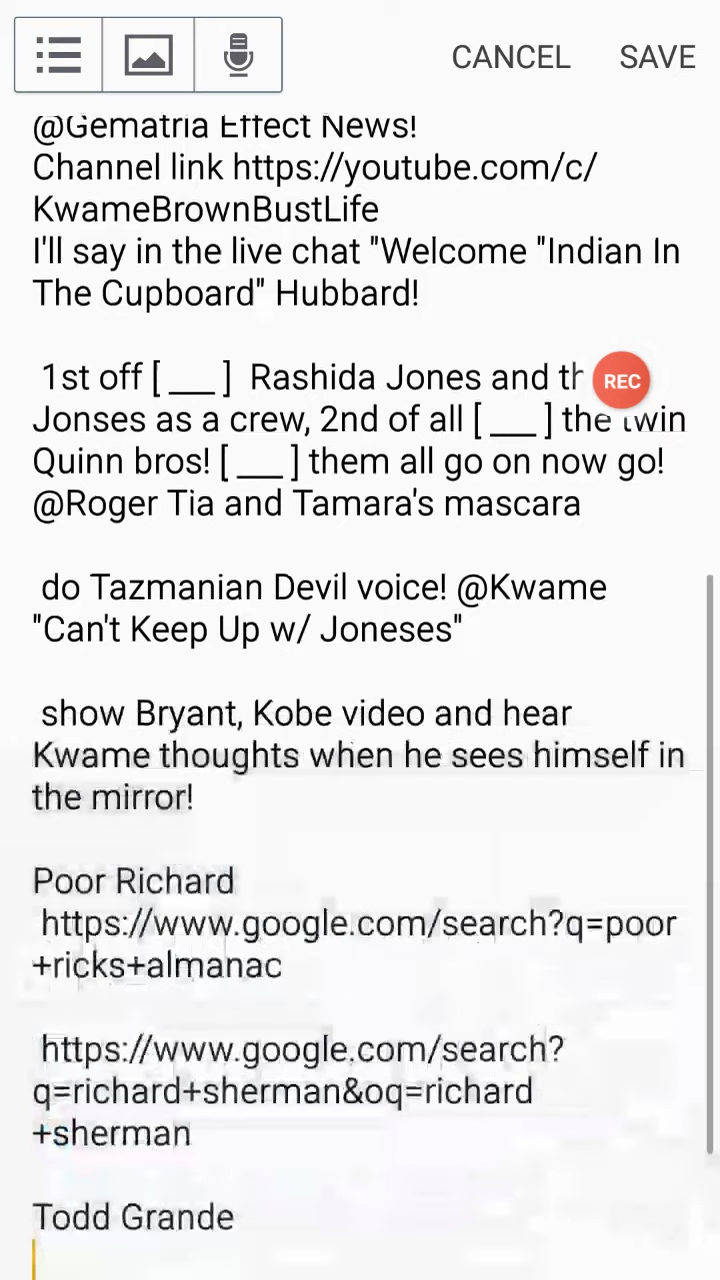 CANCEL SAVE
@Gematria Effect News!
Channel link https://youtube.com/c/
KwameBrownBustLife
I'll say in the live chat "Welcome "Indian In
The Cupboard" Hubbard!
1st off [ ___ ]  Rashida Jones and th
REC
Jonses as a crew, 2nd of all [ ___ ] the twin
Quinn bros! [ ___ ] them all go on now go!
@Roger Tia and Tamara's mascara
do Tazmanian Devil voice! @Kwame
"Can't Keep Up w/ Joneses"
show Bryant, Kobe video and hear
Kwame thoughts when he sees himself in
the mirror!
Poor Richard
https://www.google.com/search?q=poor
+ricks+almanac
https://www.google.com/search?
q=richard+sherman&oq=richard
+sherman
Todd Grande